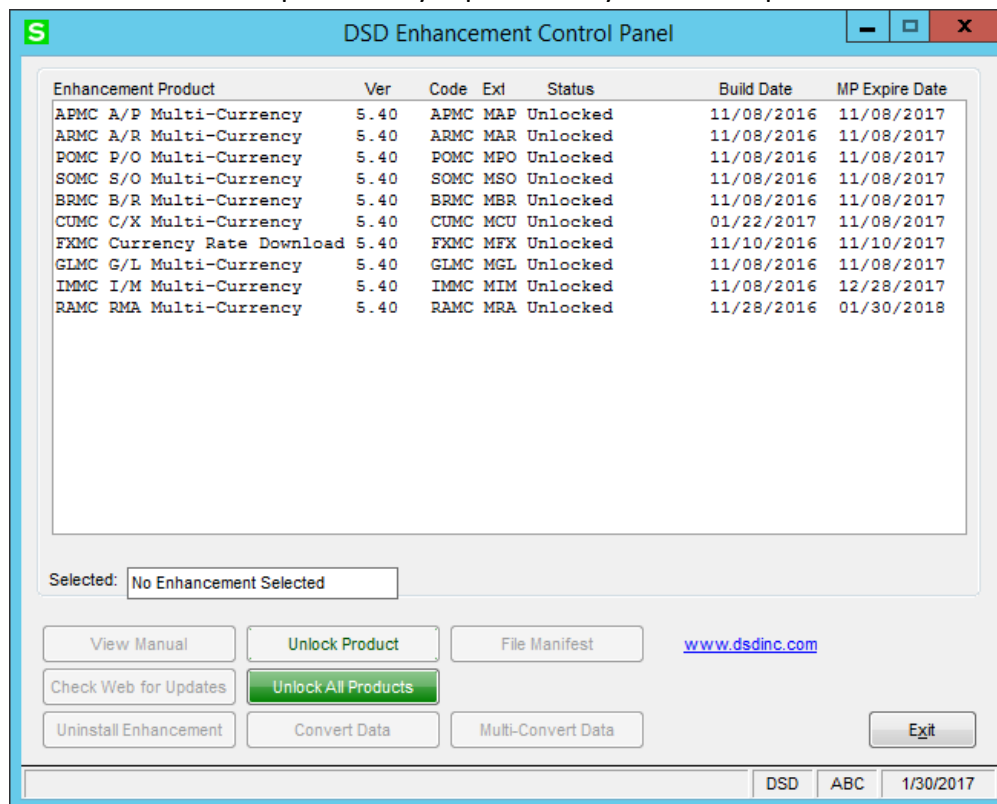 S DSD Enhancement Control Panel
Enhancement Product Ver Code Ext Status Build Date MP Expire Date
APMC A/P Multi-Currency 5.40 APMC MAP Unlocked 11/08/2016 11/08/2017
ARMC A/R Multi-Currency 5.40 ARMC MAR Unlocked 11/08/2016 11/08/2017
POMC P/O Multi-Currency 5.40 POMC MPO Unlocked 11/08/2016 11/08/2017
SOMC S/O Multi-Currency 5.40 SOMC MSO Unlocked 11/08/2016 11/08/2017
BRMC B/R Multi-Currency 5.40 BRMC MBR Unlocked 11/08/2016 11/08/2017
CUMC C/X Multi-Currency 5.40 CUMC MCU Unlocked 01/22/2017 11/08/2017
FXMC Currency Rate Download 5.40 FXMC MFX Unlocked 11/10/2016 11/10/2017
GLMC G/L Multi-Currency 5.40 GLMC MGL Unlocked 11/08/2016 11/08/2017
IMMC I/M Multi-Currency 5.40 IMMC MIM Unlocked 11/08/2016 12/28/2017
RAMC RMA Multi-Currency 5.40 RAMC MRA Unlocked 11/28/2016 01/30/2018
Selected: No Enhancement Selected
View Manual Unlock Product File Manifest www.dsdinc.com
Check Web for Updates Unlock All Products
Uninstall Enhancement Convert Data Multi-Convert Data Exit
DSD ABC 1/30/2017